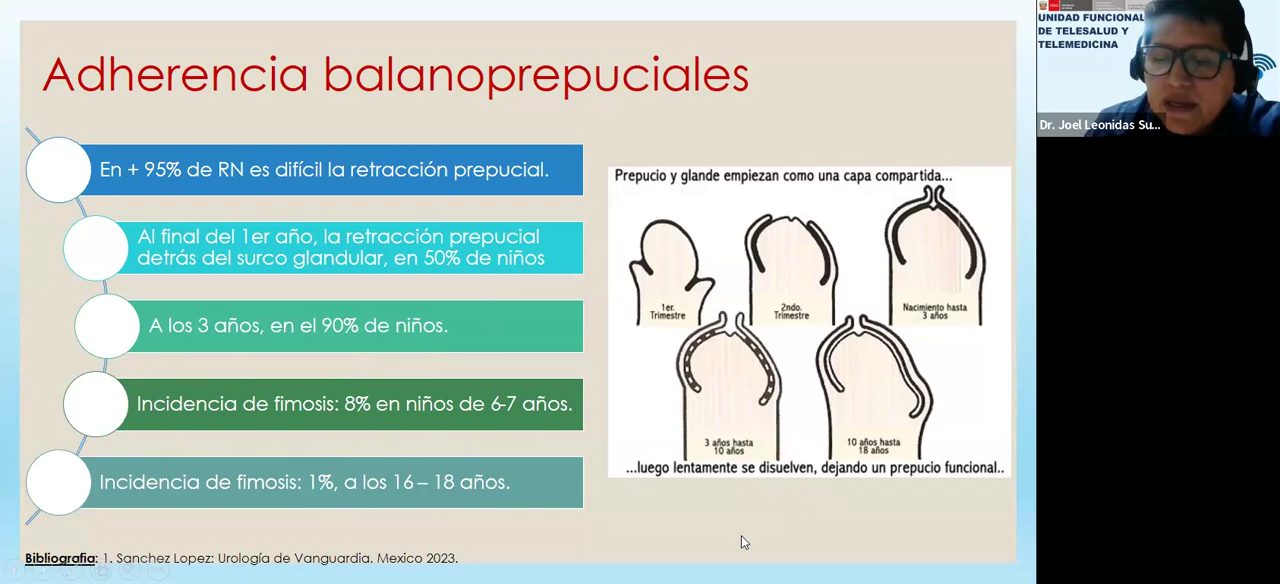 Adherencia balanoprepuciales
En + 95% de RN es difícil la retracción prepucial.
Al final del 1er año, la retracción prepucial
detrás del surco glandular, en 50% de niños
A los 3 años, en el 90% de niños.
Incidencia de fimosis: 8% en niños de 6-7 años.
Incidencia de fimosis: 1%, a los 16 – 18 años.
Prepucio y glande empiezan como una capa compartida...
1er.
Trimestre
2ndo.
Trimestre
Nacimiento hasta
3 años
3 años hasta
10 años
10 años hasta
18 años
...luego lentamente se disuelven, dejando un prepucio funcional..
Bibliografia: 1. Sanchez Lopez: Urología de Vanguardia. Mexico 2023.
UNIDAD FUNCIONAL
DE TELESALUD Y
TELEMEDICINA
Dr. Joel Leonidas Su...